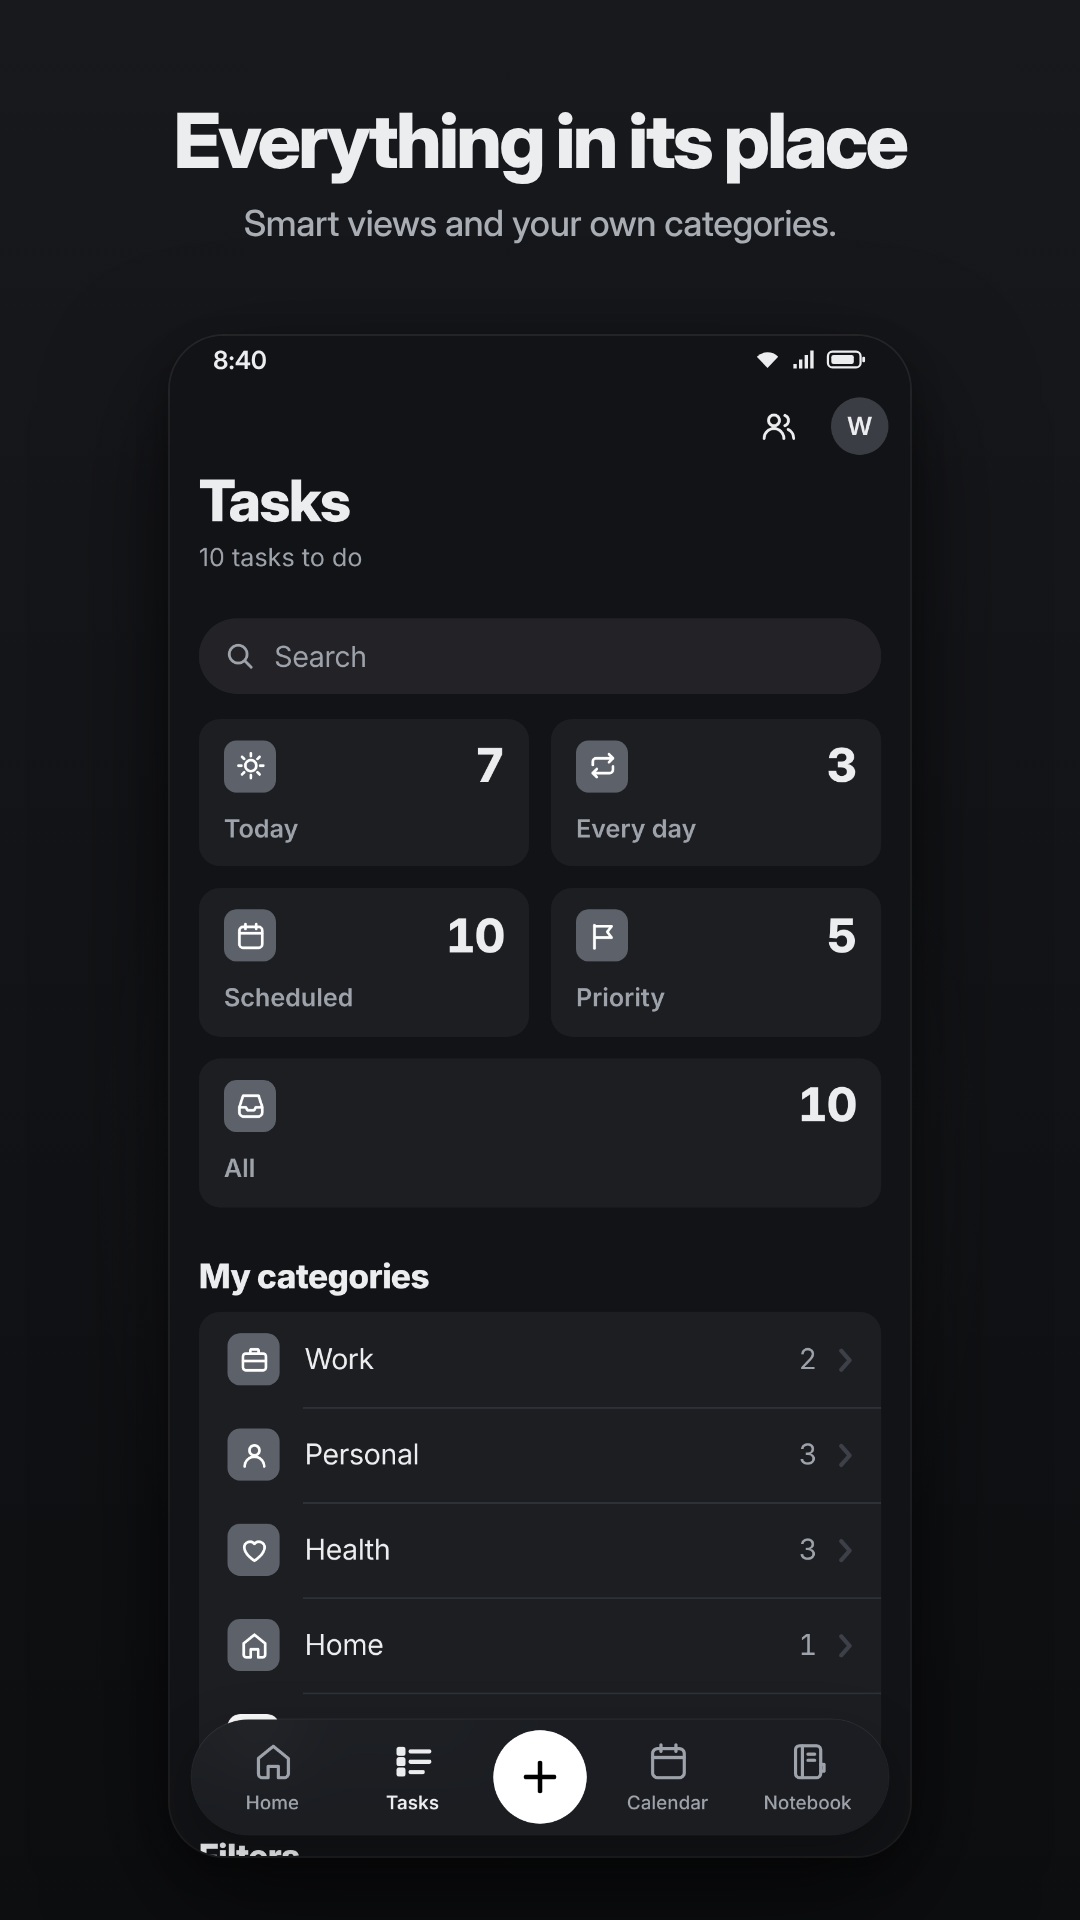 Everything in its place
Smart views and your own categories.
8:40
W
Tasks
10 tasks to do
Search
7
3
Today
Every day
10
5
Scheduled
Priority
10
All
My categories
Work 2
Personal 3
Health 3
Home 1
Home
Tasks
Calendar
Notebook
Filters